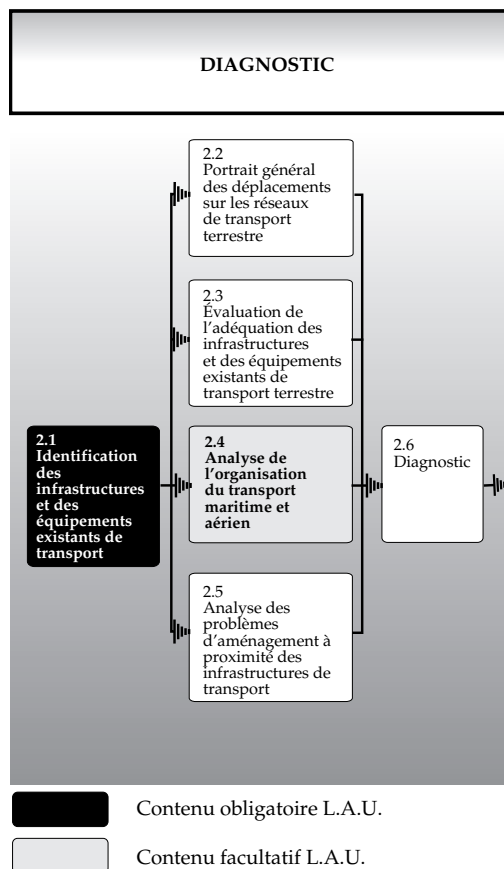 DIAGNOSTIC
2.2
Portrait général
des déplacements
sur les réseaux
de transport
terrestre
2.3
Évaluation de
l'adéquation des
infrastructures
et des équipements
existants de
transport terrestre
2.1
Identification
des
infrastructures
et des
équipements
existants de
transport
2.4
Analyse de
l'organisation
du transport
maritime et
aérien
2.6
Diagnostic
2.5
Analyse des
problèmes
d'aménagement à
proximité des
infrastructures de
transport
Contenu obligatoire L.A.U.
Contenu facultatif L.A.U.